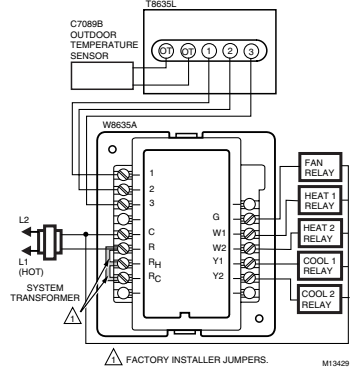 T8635L
C7089B
OUTDOOR
TEMPERATURE
SENSOR
OT OT 1 2 3
W8635A
1
2
3
C
R
RH
RC
G
W1
W2
Y1
Y2
FAN
RELAY
HEAT 1
RELAY
HEAT 2
RELAY
COOL 1
RELAY
COOL 2
RELAY
L2
L1
(HOT)
SYSTEM
TRANSFORMER
1
1 FACTORY INSTALLER JUMPERS.
M13429